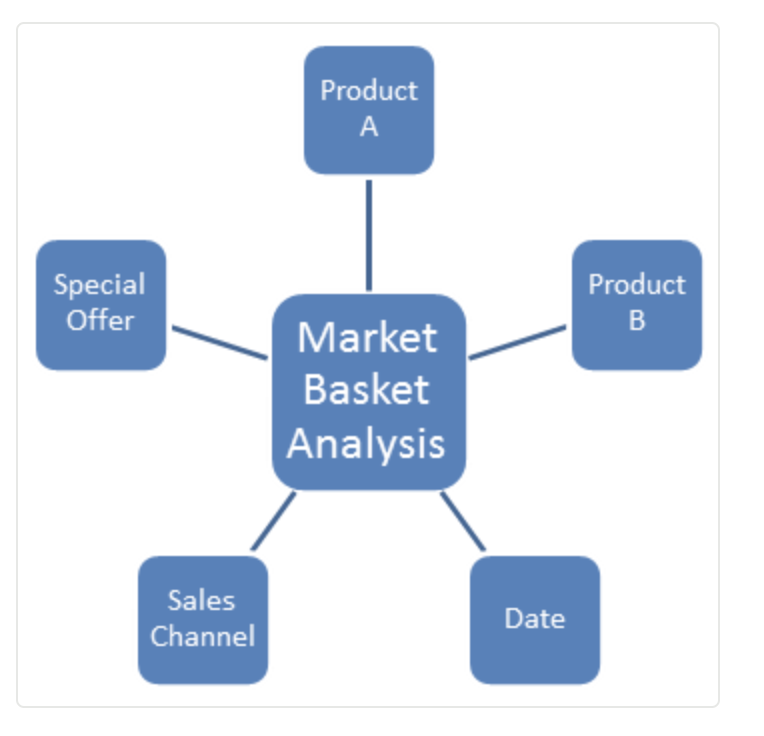 Product
A
Special
Offer
Product
B
Market
Basket
Analysis
Sales
Channel
Date